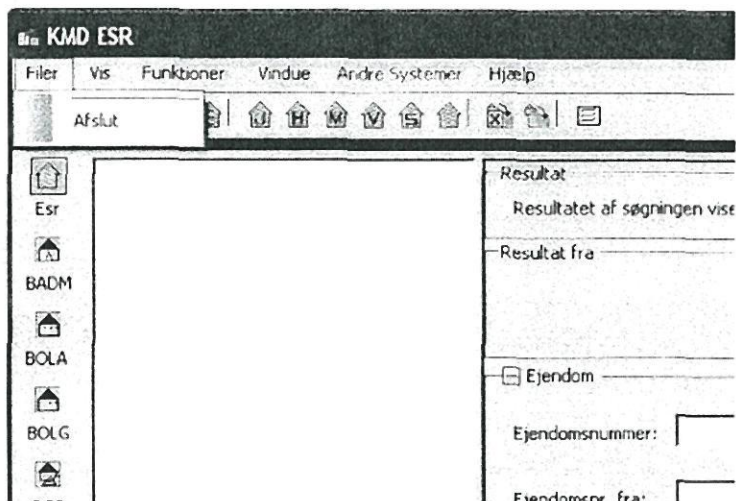 KMD ESR
Filer Vis Funktioner Vindue Andre Systemer Hjælp
Afslut
J H M V S X
Esr
BADM
BOLA
BOLG
Resultat
Resultatet af søgningen vise
Resultat fra
Ejendom
Ejendomsnummer:
Ejendomsnr. fra: